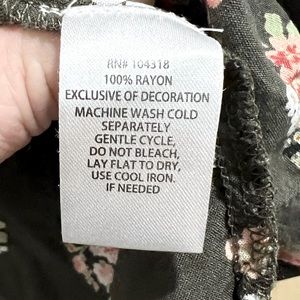 RN# 104318
100% RAYON
EXCLUSIVE OF DECORATION
MACHINE WASH COLD
SEPARATELY
GENTLE CYCLE,
DO NOT BLEACH,
LAY FLAT TO DRY,
USE COOL IRON.
IF NEEDED